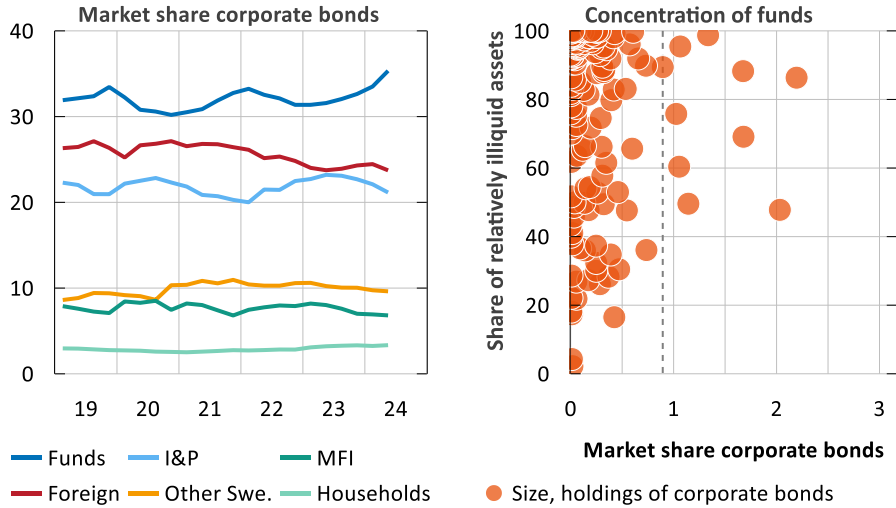 Market share corporate bonds
40
30
20
10
0
19 20 21 22 23 24
Funds I&P MFI
Foreign Other Swe. Households
Concentration of funds
Share of relatively illiquid assets
100
80
60
40
20
0
0 1 2 3
Market share corporate bonds
Size, holdings of corporate bonds